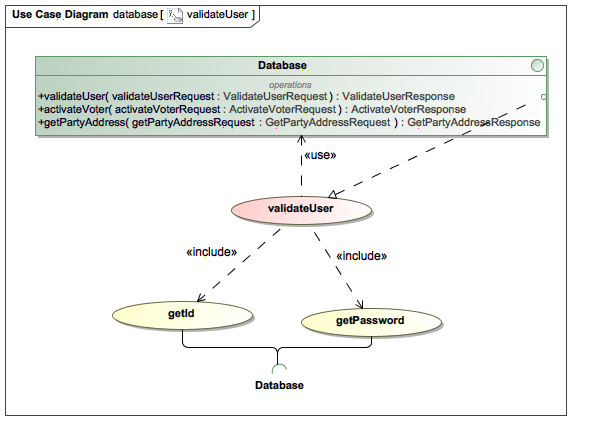 Use Case Diagram database [ validateUser ]
Database
operations
+validateUser( validateUserRequest : ValidateUserRequest ) : ValidateUserResponse
+activateVoter( activateVoterRequest : ActivateVoterRequest ) : ActivateVoterResponse
+getPartyAddress( getPartyAddressRequest : GetPartyAddressRequest ) : GetPartyAddressResponse
«use»
validateUser
«include»
«include»
getId
getPassword
Database